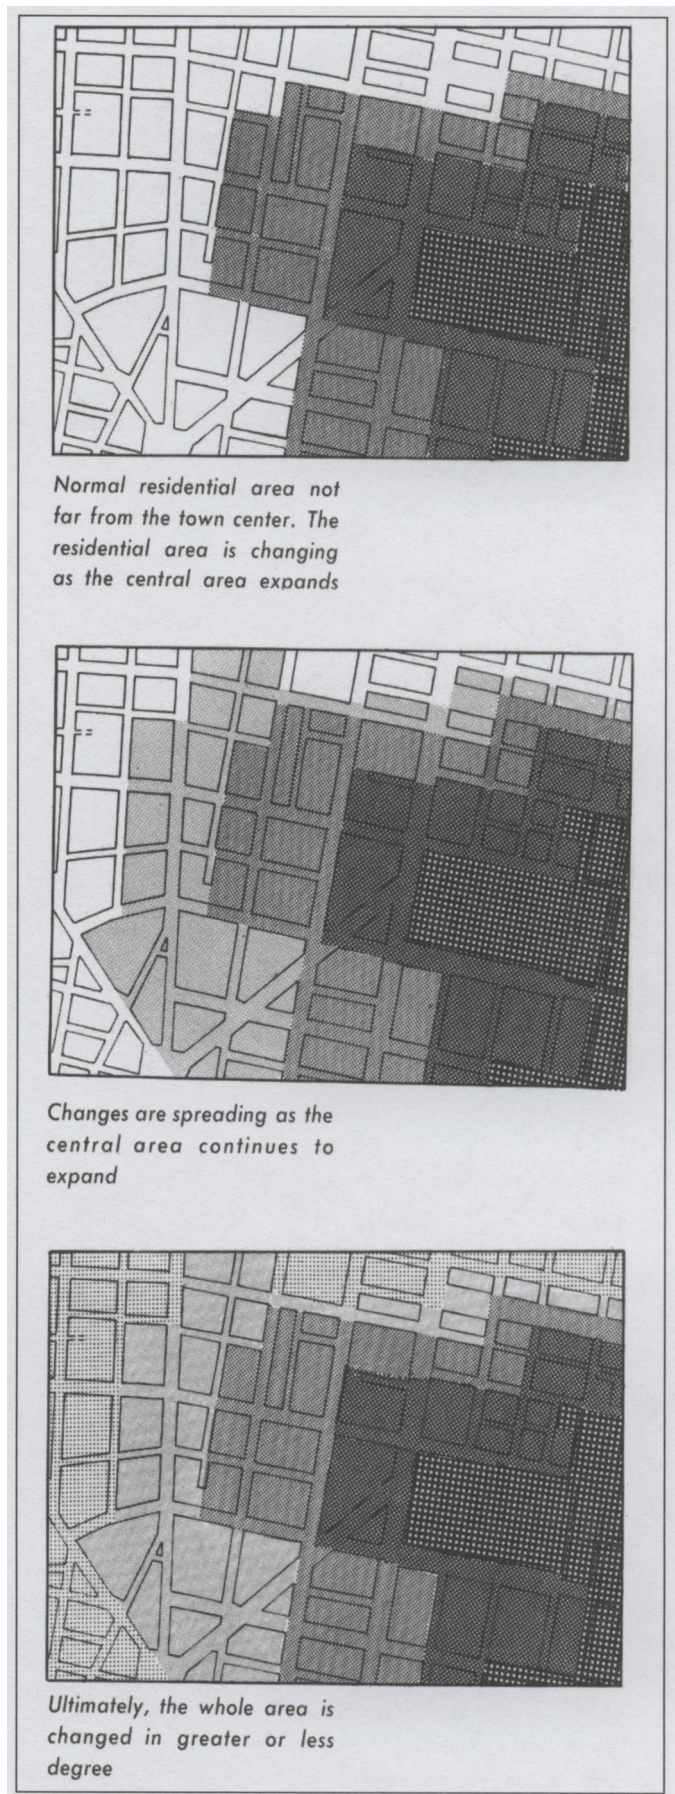 Normal residential area not
far from the town center. The
residential area is changing
as the central area expands
Changes are spreading as the
central area continues to
expand
Ultimately, the whole area is
changed in greater or less
degree